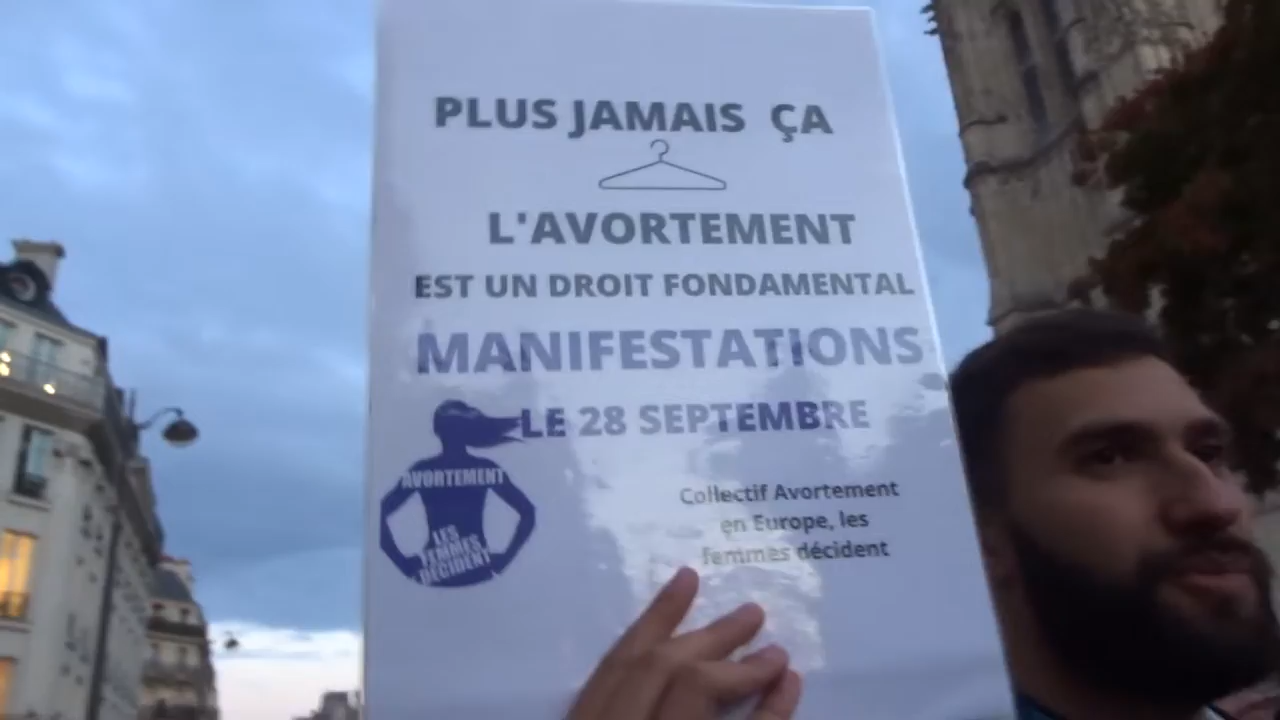 PLUS JAMAIS ÇA
L'AVORTEMENT
EST UN DROIT FONDAMENTAL
MANIFESTATIONS
LE 28 SEPTEMBRE
AVORTEMENT
LES
FEMMES
DÉCIDENT
Collectif Avortement
en Europe, les
femmes décident